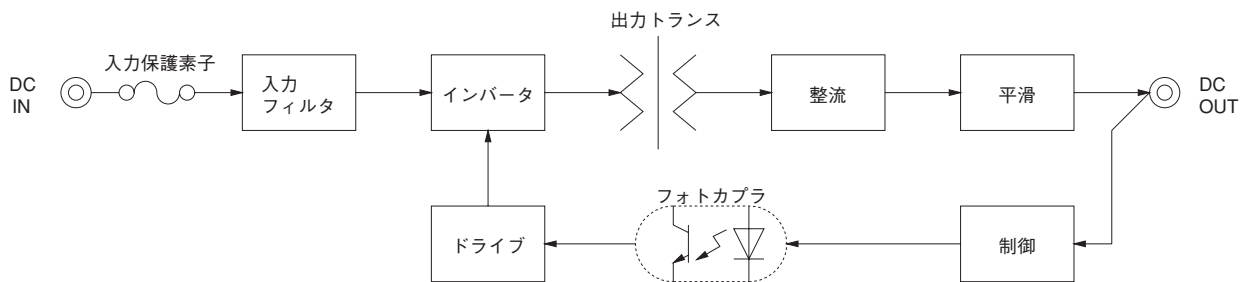 出力トランス
入力保護素子
DC
IN
入力
フィルタ
インバータ
整流
平滑
DC
OUT
フォトカプラ
ドライブ
制御